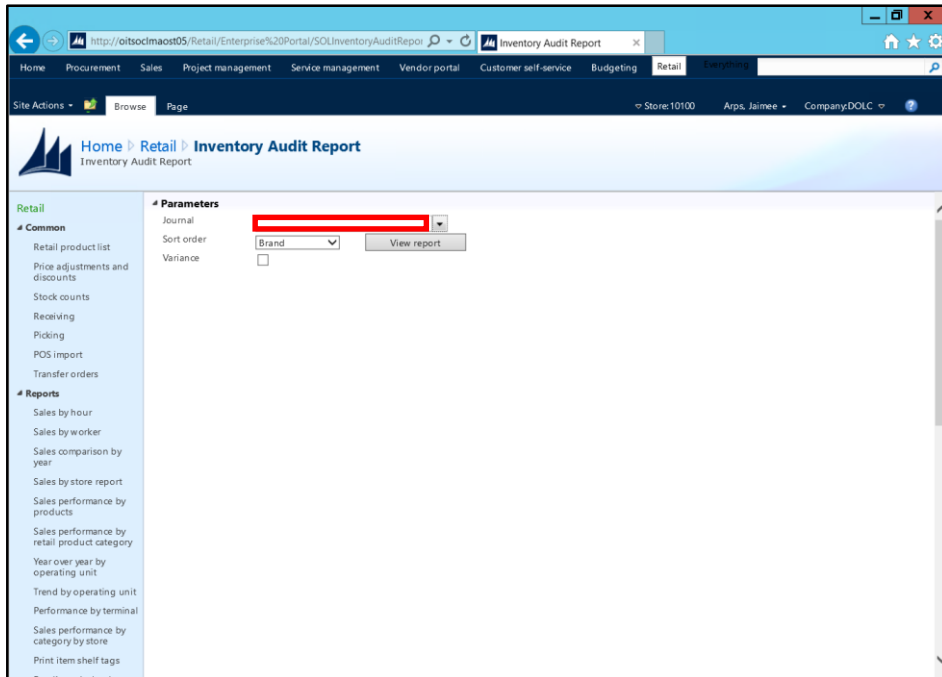 http://oitsoclmaost05/Retail/Enterprise%20Portal/SOLInventoryAuditRepor
Inventory Audit Report
Home Procurement Sales Project management Service management Vendor portal Customer self-service Budgeting Retail Everything
Site Actions Browse Page Store:10100 Arps, Jaimee Company:DOLC
Home Retail Inventory Audit Report
Inventory Audit Report
Retail
Common
Retail product list
Price adjustments and
discounts
Stock counts
Receiving
Picking
POS import
Transfer orders
Reports
Sales by hour
Sales by worker
Sales comparison by
year
Sales by store report
Sales performance by
products
Sales performance by
retail product category
Year over year by
operating unit
Trend by operating unit
Performance by terminal
Sales performance by
category by store
Print item shelf tags
Parameters
Journal
Sort order Brand View report
Variance